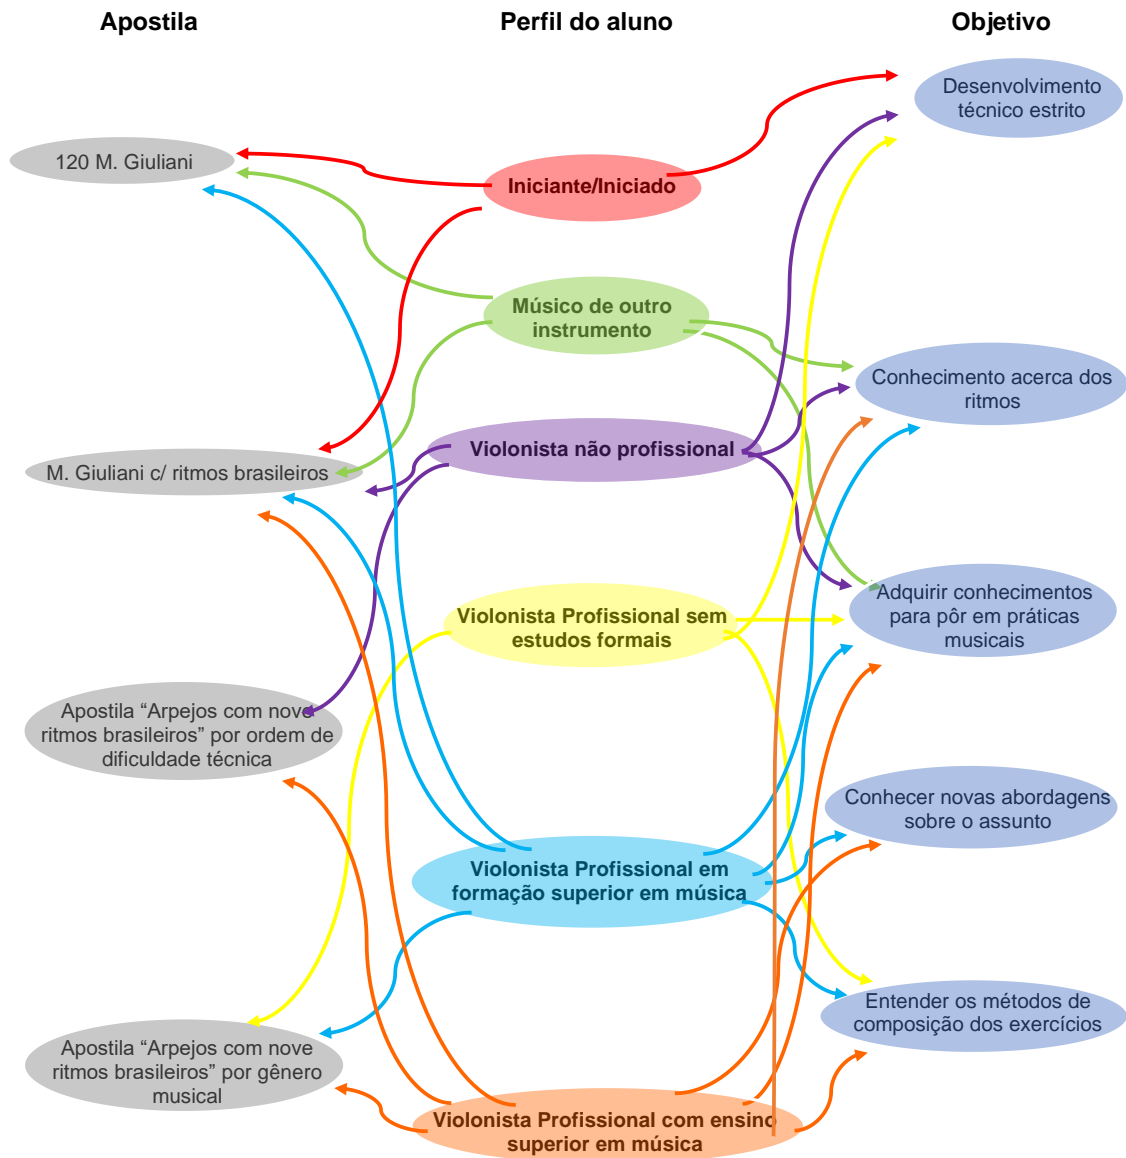 Apostila
Perfil do aluno
Objetivo
Desenvolvimento
técnico estrito
120 M. Giuliani
Iniciante/Iniciado
Músico de outro
instrumento
Conhecimento acerca dos
ritmos
Violonista não profissional
M. Giuliani c/ ritmos brasileiros
Violonista Profissional sem
estudos formais
Adquirir conhecimentos
para pôr em práticas
musicais
Apostila “Arpejos com nove
ritmos brasileiros” por ordem de
dificuldade técnica
Conhecer novas abordagens
sobre o assunto
Violonista Profissional em
formação superior em música
Entender os métodos de
composição dos exercícios
Apostila “Arpejos com nove
ritmos brasileiros” por gênero
musical
Violonista Profissional com ensino
superior em música